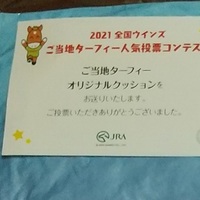 2021 全国ウインズ
ご当地ターフィー人気投票コンテス
ご当地ターフィー
オリジナルクッションを
お送りいたします。
ご投票いただきありがとうございました。
JRA